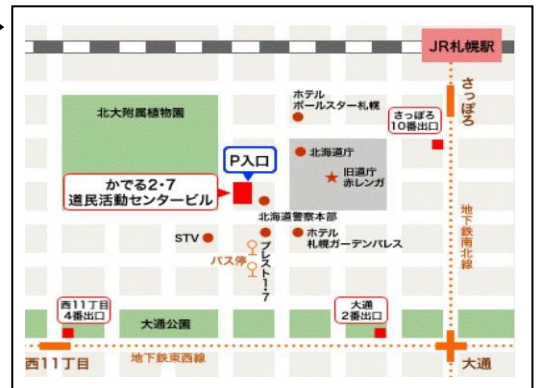 JR札幌駅
さっぽろ
ホテル
ポールスター札幌
さっぽろ
10番出口
北大附属植物園
北海道庁
P入口
旧道庁
赤レンガ
かでる2・7
道民活動センタービル
北海道警察本部
地下鉄南北線
STV
ホテル
札幌ガーデンパレス
バス停
プレスト1・7
西11丁目
4番出口
大通
2番出口
大通公園
西11丁目
地下鉄東西線
大通